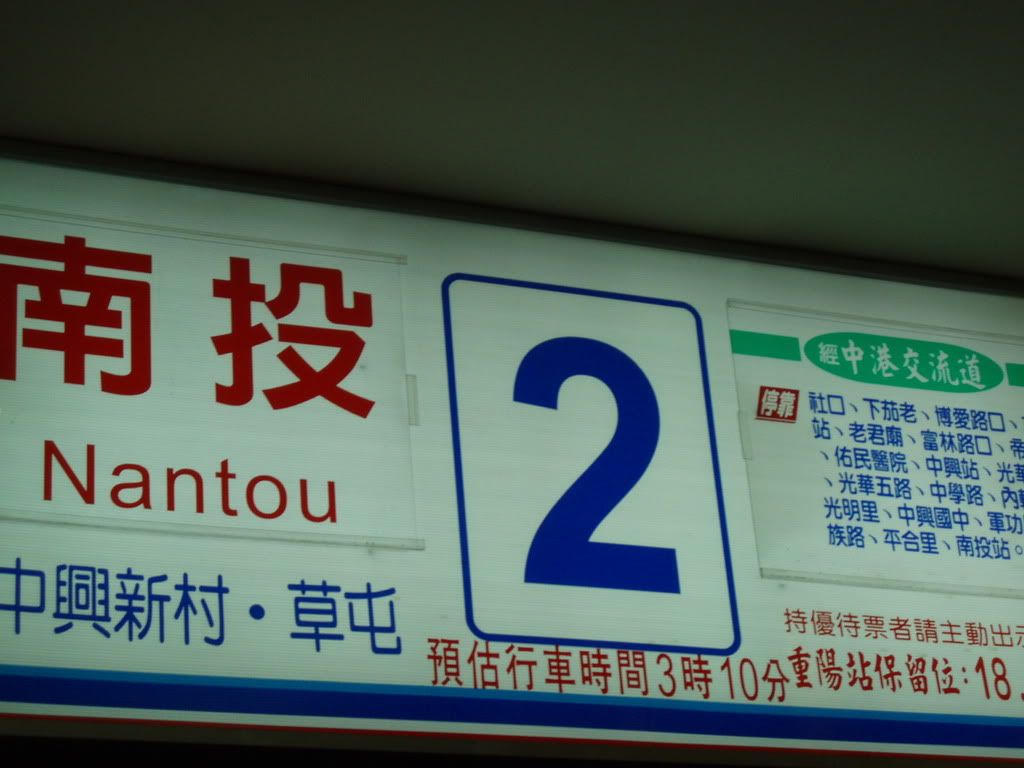 南投
Nantou
中興新村・草屯
2
經中港交流道
停靠
社口、下茄老、博愛路口、
站、老君廟、富林路口、帝
、佑民醫院、中興站、光華
、光華五路、中學路、內轆
光明里、中興國中、軍功
族路、平合里、南投站。
持優待票者請主動出示
預估行車時間3時10分
重陽站保留位:18.